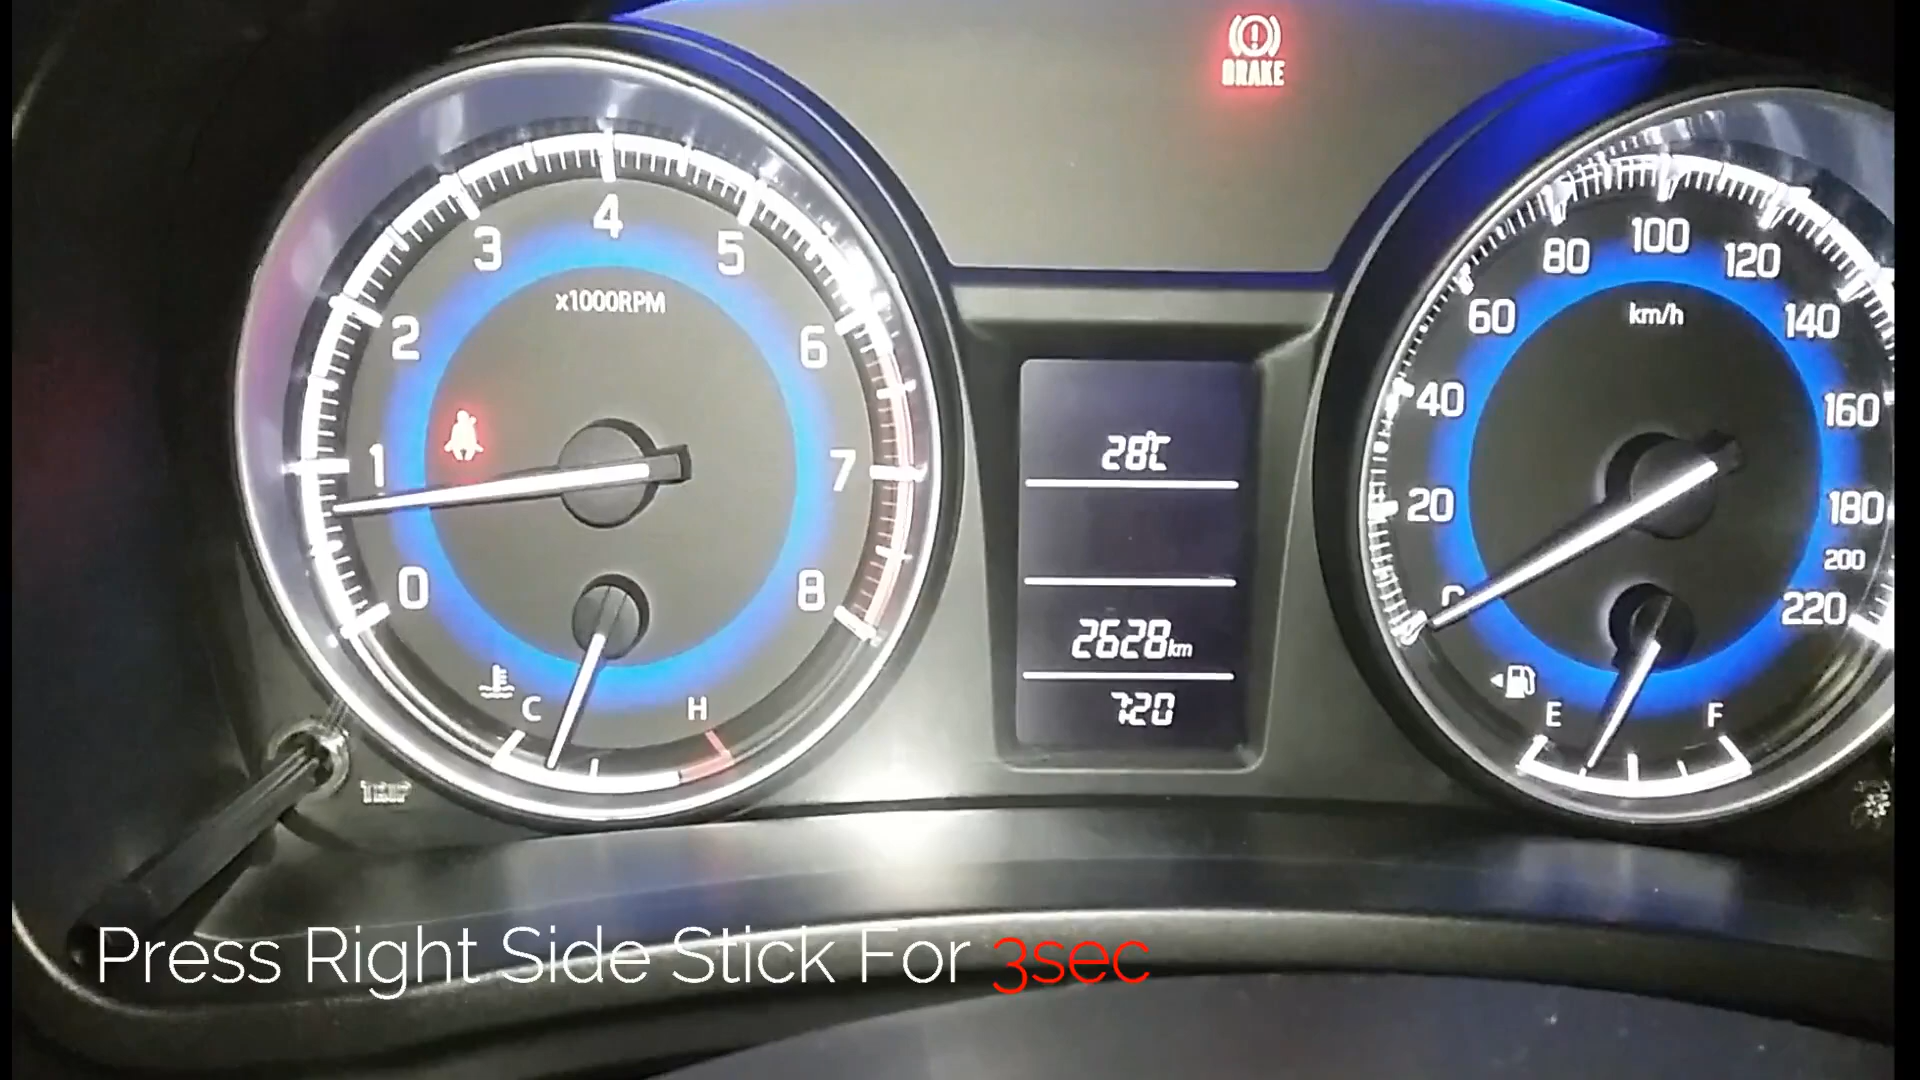 BRAKE
0
1
2
3
4
5
6
7
8
x1000RPM
C
H
TRIP
28℃
2628km
7:20
20
40
60
80
100
120
140
160
180
200
220
km/h
E
F
Press Right Side Stick For 3sec